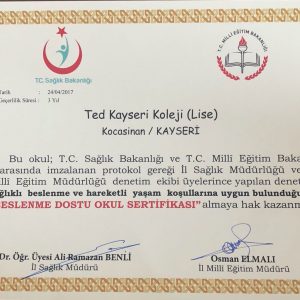 T.C. Sağlık Bakanlığı
T.C. MİLLİ EĞİTİM BAKANLIĞI
Tarih : 24/04/2017
Geçerlilik Süresi : 3 Yıl
Ted Kayseri Koleji (Lise)
Kocasinan / KAYSERİ
Bu okul; T.C. Sağlık Bakanlığı ve T.C. Milli Eğitim Baka
arasında imzalanan protokol gereği İl Sağlık Müdürlüğü ve
Milli Eğitim Müdürlüğü denetim ekibi üyelerince yapılan denet
ğlıklı beslenme ve hareketli yaşam koşullarına uygun bulunduğu
BESLENME DOSTU OKUL SERTİFİKASI" almaya hak kazanm
Dr. Öğr. Üyesi Ali Ramazan BENLİ
İl Sağlık Müdürü
Osman ELMALI
İl Milli Eğitim Müdürü